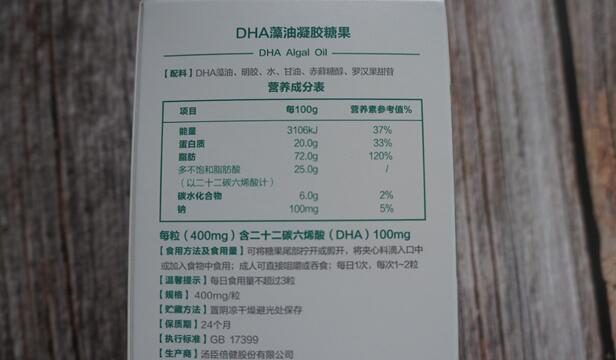 DHA藻油凝胶糖果
DHA Algal Oil
【配料】DHA藻油、明胶、水、甘油、赤藓糖醇、罗汉果甜苷
营养成分表
项目 每100g 营养素参考值%
能量 3106kJ 37%
蛋白质 20.0g 33%
脂肪 72.0g 120%
多不饱和脂肪酸 25.0g /
（以二十二碳六烯酸计）
碳水化合物 6.0g 2%
钠 100mg 5%
每粒（400mg）含二十二碳六烯酸（DHA）100mg
【食用方法及食用量】可将糖果尾部拧开或剪开，将夹心料滴入口中
或加入食物中食用；成人可直接咀嚼或吞食；每日1次，每次1~2粒
【温馨提示】每日食用量不超过3粒
【规格】400mg/粒
【贮藏方法】置阴凉干燥避光处保存
【保质期】24个月
【执行标准】GB 17399
【生产商】汤臣倍健股份有限公司